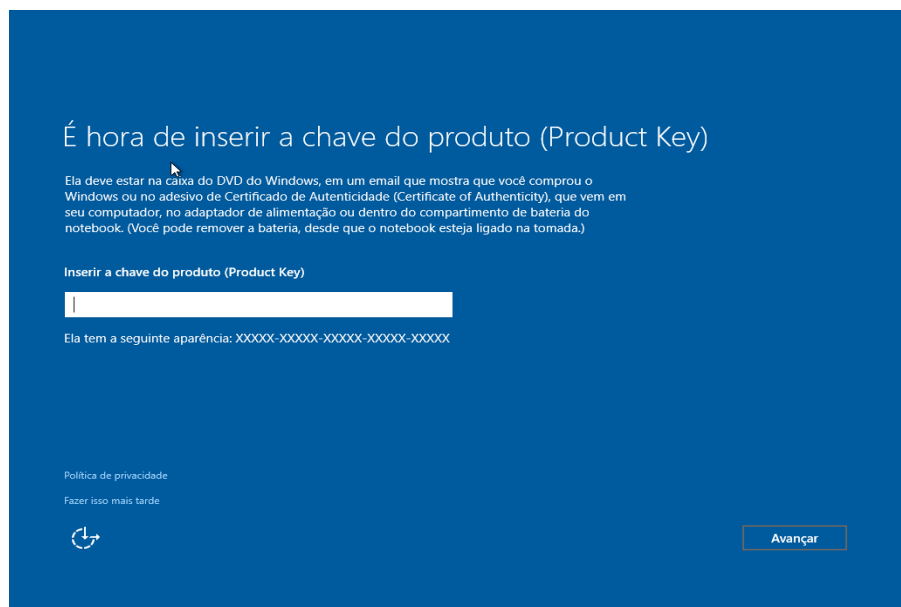 É hora de inserir a chave do produto (Product Key)
Ela deve estar na caixa do DVD do Windows, em um email que mostra que você comprou o
Windows ou no adesivo de Certificado de Autenticidade (Certificate of Authenticity), que vem em
seu computador, no adaptador de alimentação ou dentro do compartimento de bateria do
notebook. (Você pode remover a bateria, desde que o notebook esteja ligado na tomada.)
Inserir a chave do produto (Product Key)
Ela tem a seguinte aparência: XXXXX-XXXXX-XXXXX-XXXXX-XXXXX
Política de privacidade
Fazer isso mais tarde
Avançar